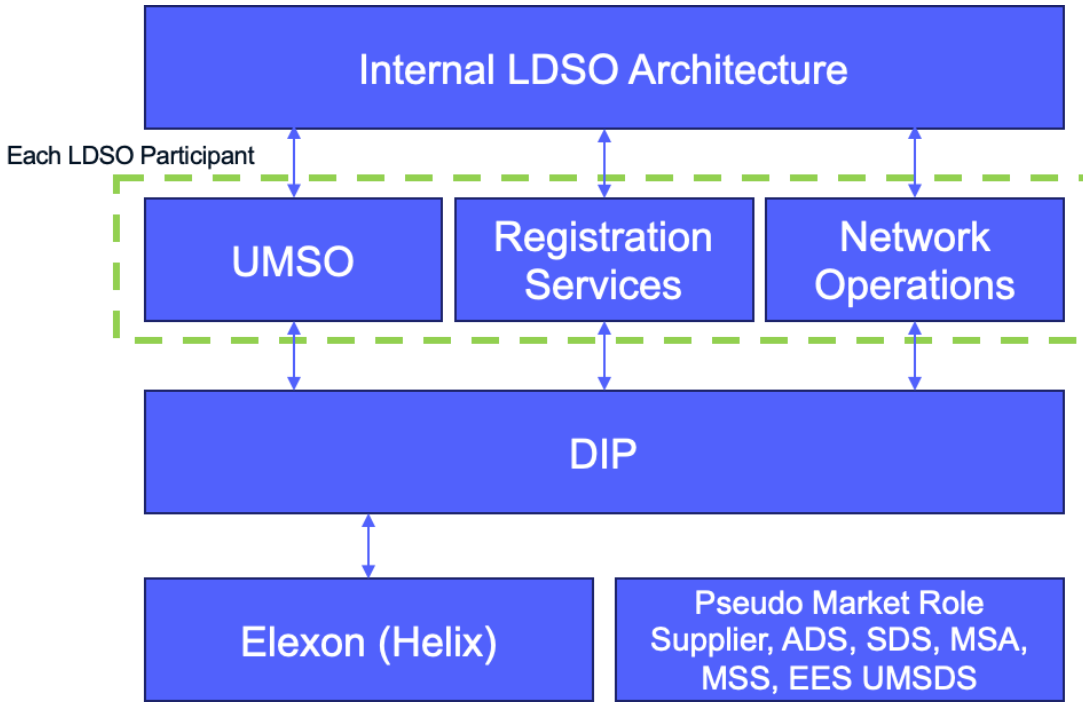 Internal LDSO Architecture
Each LDSO Participant
UMSO
Registration
Services
Network
Operations
DIP
Elexon (Helix)
Pseudo Market Role
Supplier, ADS, SDS, MSA,
MSS, EES UMSDS